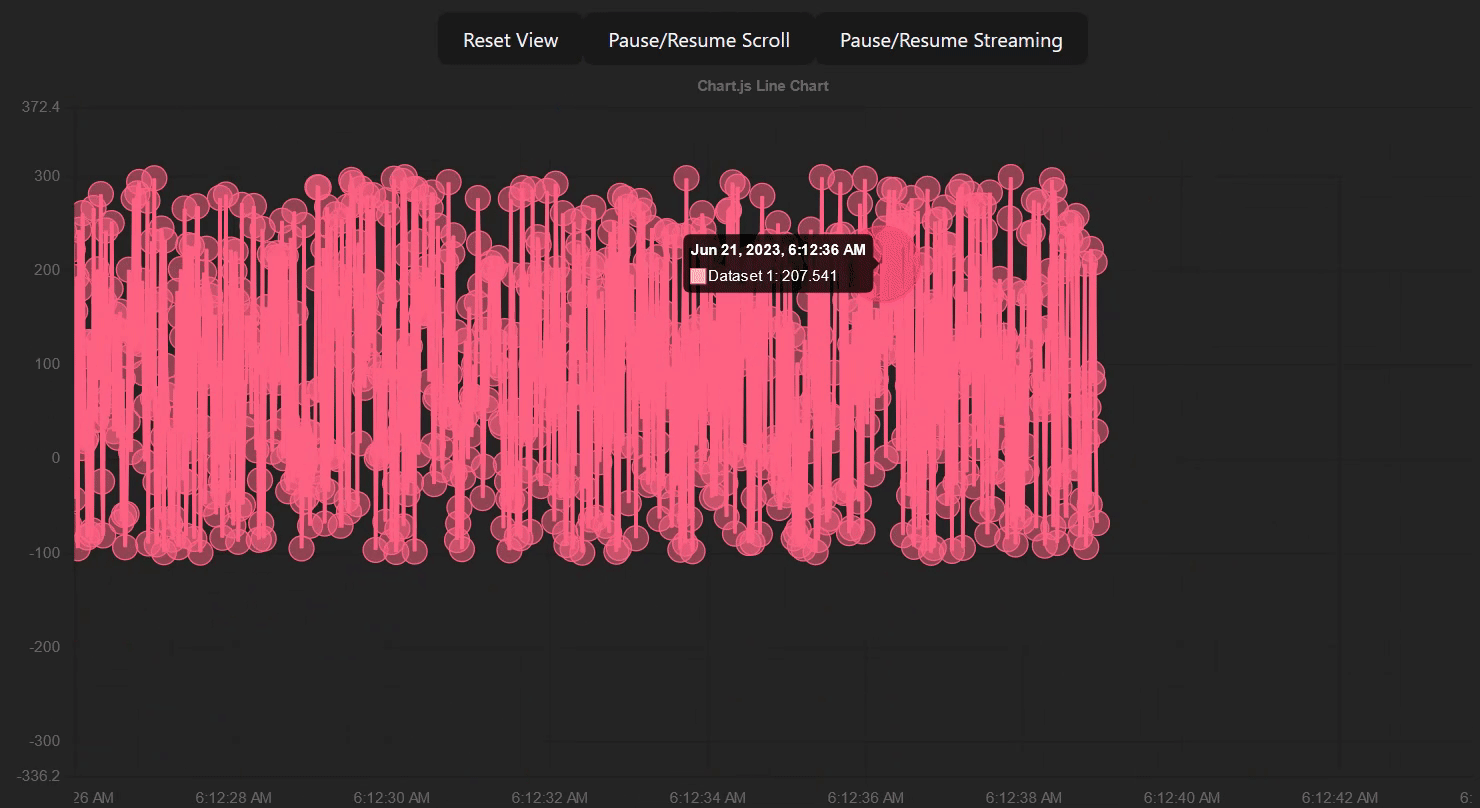 Reset View Pause/Resume Scroll Pause/Resume Streaming
Chart.js Line Chart
372.4
300
200
100
0
-100
-200
-300
-336.2
Jun 21, 2023, 6:12:36 AM
Dataset 1: 207.541
26 AM 6:12:28 AM 6:12:30 AM 6:12:32 AM 6:12:34 AM 6:12:36 AM 6:12:38 AM 6:12:40 AM 6:12:42 AM 6: